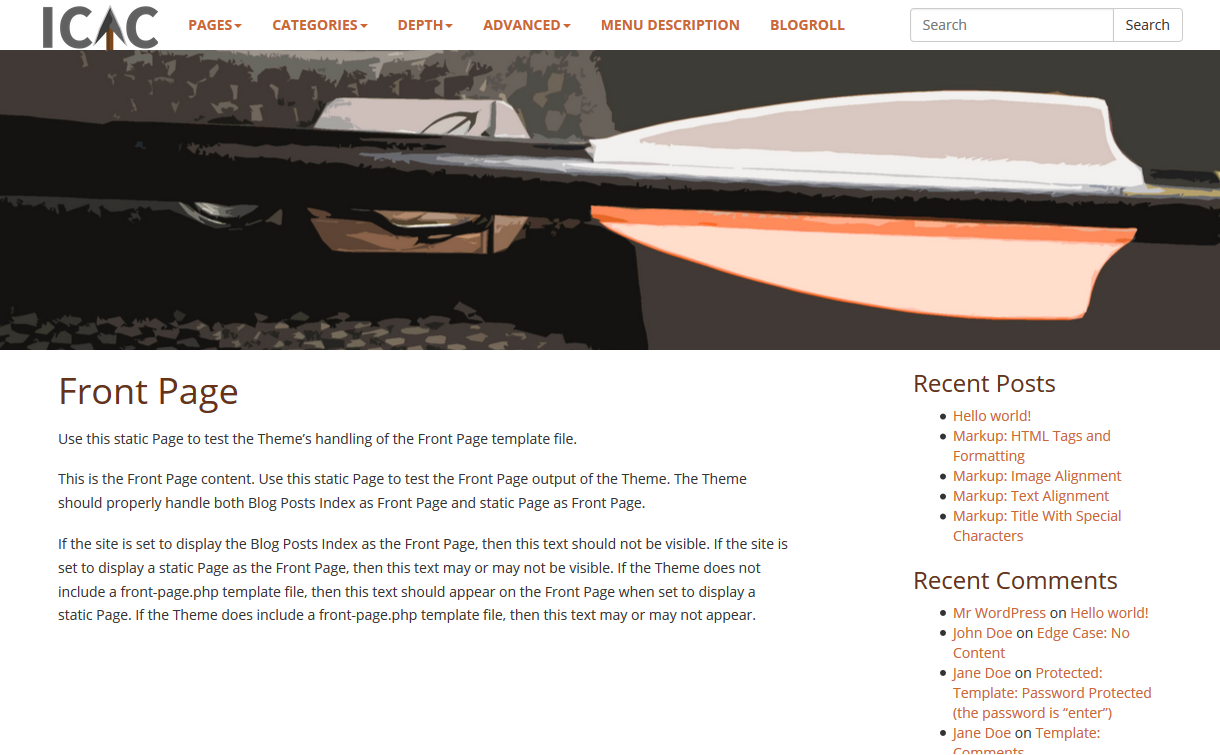 ICAC
PAGES
CATEGORIES
DEPTH
ADVANCED
MENU DESCRIPTION
BLOGROLL
Search
Search
Front Page
Use this static Page to test the Theme’s handling of the Front Page template file.
This is the Front Page content. Use this static Page to test the Front Page output of the Theme. The Theme
should properly handle both Blog Posts Index as Front Page and static Page as Front Page.
If the site is set to display the Blog Posts Index as the Front Page, then this text should not be visible. If the site is
set to display a static Page as the Front Page, then this text may or may not be visible. If the Theme does not
include a front-page.php template file, then this text should appear on the Front Page when set to display a
static Page. If the Theme does include a front-page.php template file, then this text may or may not appear.
Recent Posts
Hello world!
Markup: HTML Tags and
Formatting
Markup: Image Alignment
Markup: Text Alignment
Markup: Title With Special
Characters
Recent Comments
Mr WordPress on Hello world!
John Doe on Edge Case: No
Content
Jane Doe on Protected:
Template: Password Protected
(the password is “enter”)
Jane Doe on Template:
Comments